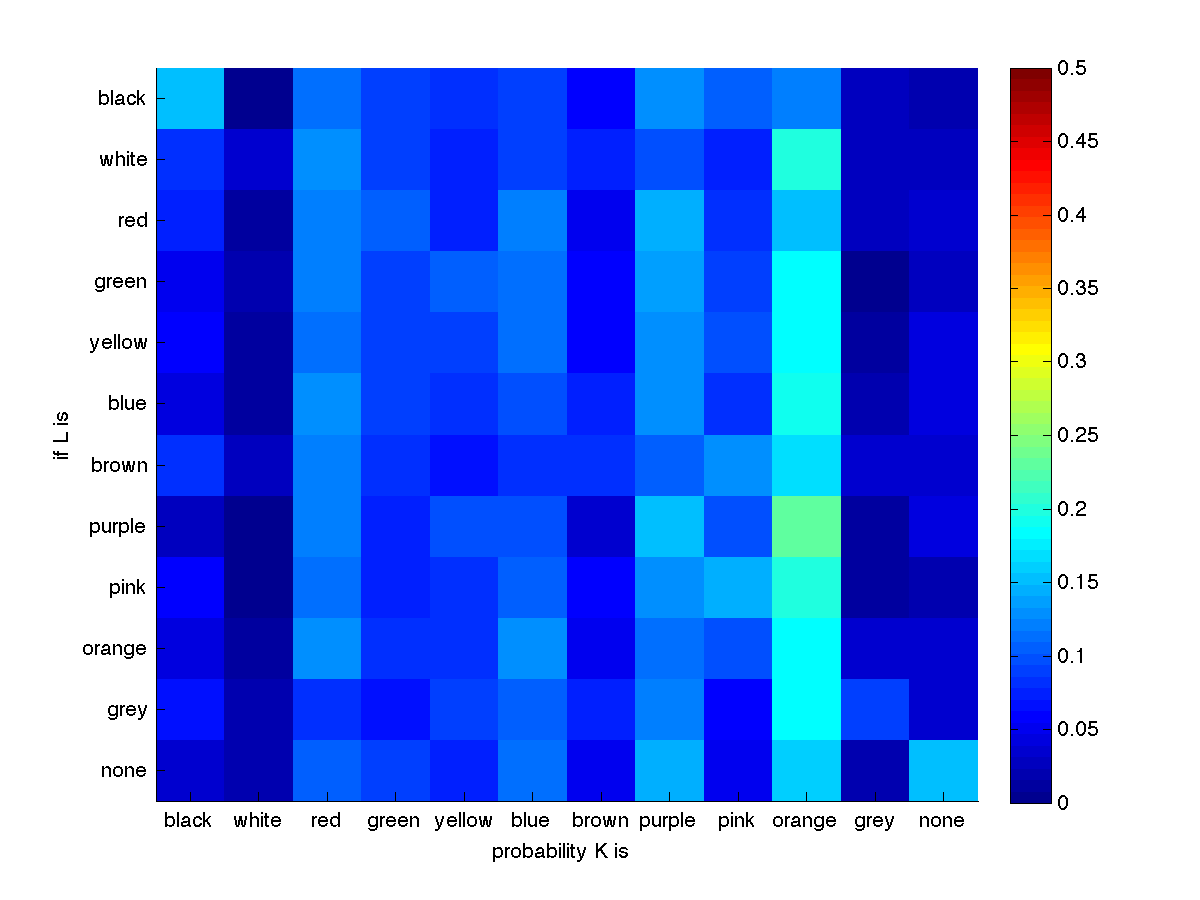 black
white
red
green
yellow
blue
brown
purple
pink
orange
grey
none
if L is
black white red green yellow blue brown purple pink orange grey none
probability K is
0.5
0.45
0.4
0.35
0.3
0.25
0.2
0.15
0.1
0.05
0